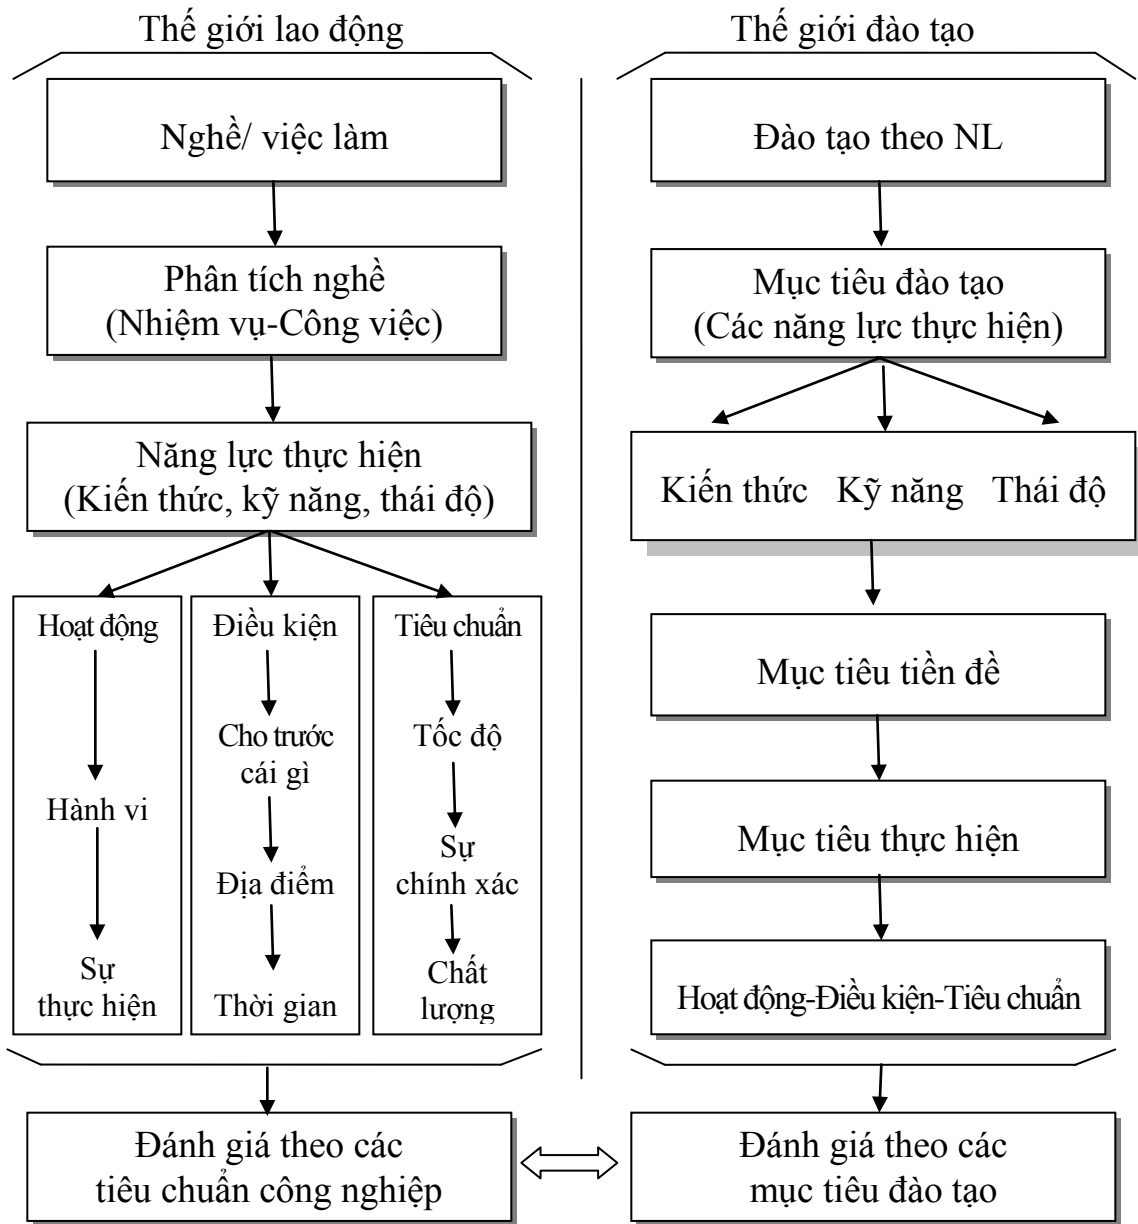 Thế giới lao động
Nghề/ việc làm
Phân tích nghề
(Nhiệm vụ-Công việc)
Năng lực thực hiện
(Kiến thức, kỹ năng, thái độ)
Hoạt động
Hành vi
Sự
thực hiện
Điều kiện
Cho trước
cái gì
Địa điểm
Thời gian
Tiêu chuẩn
Tốc độ
Sự
chính xác
Chất
lượng
Đánh giá theo các
tiêu chuẩn công nghiệp
Thế giới đào tạo
Đào tạo theo NL
Mục tiêu đào tạo
(Các năng lực thực hiện)
Kiến thức Kỹ năng Thái độ
Mục tiêu tiền đề
Mục tiêu thực hiện
Hoạt động-Điều kiện-Tiêu chuẩn
Đánh giá theo các
mục tiêu đào tạo